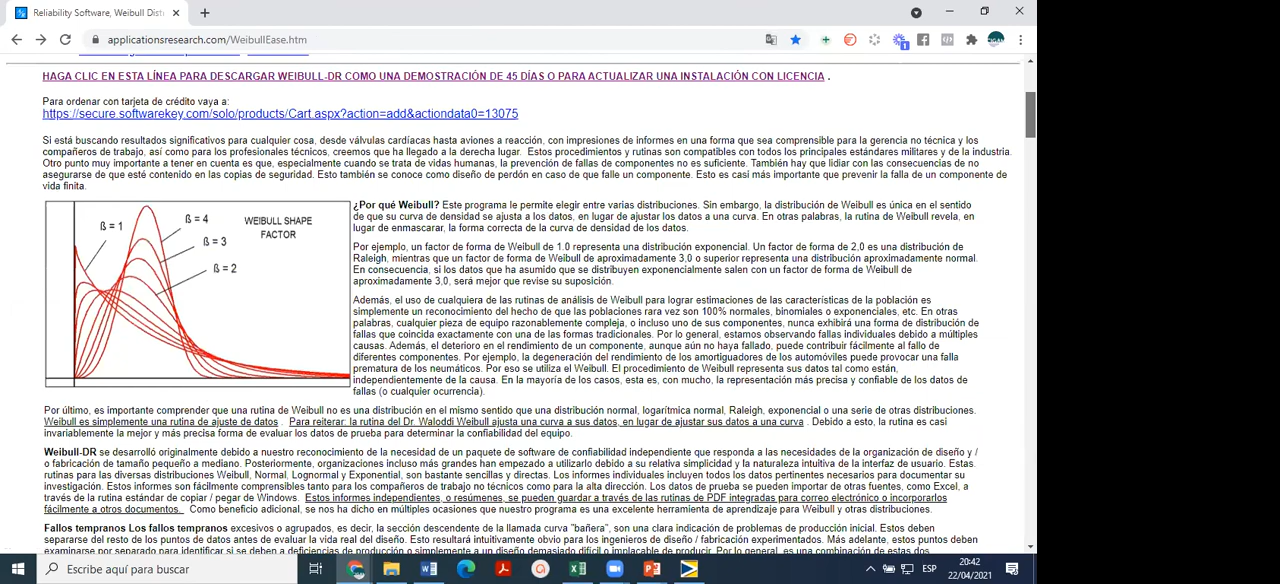 Reliability Software, Weibull Dist
applicationsresearch.com/WeibullEase.htm
HAGA CLIC EN ESTA LÍNEA PARA DESCARGAR WEIBULL-DR COMO UNA DEMOSTRACIÓN DE 45 DÍAS O PARA ACTUALIZAR UNA INSTALACIÓN CON LICENCIA .
Para ordenar con tarjeta de crédito vaya a:
https://secure.softwarekey.com/solo/products/Cart.aspx?action=add&actiondata0=13075
Si está buscando resultados significativos para cualquier cosa, desde válvulas cardíacas hasta aviones a reacción, con impresiones de informes en una forma que sea comprensible para la gerencia no técnica y los
compañeros de trabajo, así como para los profesionales técnicos, creemos que ha llegado a la derecha lugar. Estos procedimientos y rutinas son compatibles con todos los principales estándares militares y de la industria.
Otro punto muy importante a tener en cuenta es que, especialmente cuando se trata de vidas humanas, la prevención de fallas de componentes no es suficiente. También hay que lidiar con las consecuencias de no
asegurarse de que esté contenido en las copias de seguridad. Esto también se conoce como diseño de perdón en caso de que falle un componente. Esto es casi más importante que prevenir la falla de un componente de
vida finita.
ß = 1
ß = 4
ß = 3
ß = 2
WEIBULL SHAPE
FACTOR
¿Por qué Weibull? Este programa le permite elegir entre varias distribuciones. Sin embargo, la distribución de Weibull es única en el sentido
de que su curva de densidad se ajusta a los datos, en lugar de ajustar los datos a una curva. En otras palabras, la rutina de Weibull revela, en
lugar de enmascarar, la forma correcta de la curva de densidad de los datos.
Por ejemplo, un factor de forma de Weibull de 1.0 representa una distribución exponencial. Un factor de forma de 2,0 es una distribución de
Raleigh, mientras que un factor de forma de Weibull de aproximadamente 3,0 o superior representa una distribución aproximadamente normal.
En consecuencia, si los datos que ha asumido que se distribuyen exponencialmente salen con un factor de forma de Weibull de
aproximadamente 3,0, será mejor que revise su suposición.
Además, el uso de cualquiera de las rutinas de análisis de Weibull para lograr estimaciones de las características de la población es
simplemente un reconocimiento del hecho de que las poblaciones rara vez son 100% normales, binomiales o exponenciales, etc. En otras
palabras, cualquier pieza de equipo razonablemente compleja, o incluso uno de sus componentes, nunca exhibirá una forma de distribución de
fallas que coincida exactamente con una de las formas tradicionales. Por lo general, estamos observando fallas individuales debido a múltiples
causas. Además, el deterioro en el rendimiento de un componente, aunque aún no haya fallado, puede contribuir fácilmente al fallo de
diferentes componentes. Por ejemplo, la degeneración del rendimiento de los amortiguadores de los automóviles puede provocar una falla
prematura de los neumáticos. Por eso se utiliza el Weibull. El procedimiento de Weibull representa sus datos tal como están,
independientemente de la causa. En la mayoría de los casos, esta es, con mucho, la representación más precisa y confiable de los datos de
fallas (o cualquier ocurrencia).
Por último, es importante comprender que una rutina de Weibull no es una distribución en el mismo sentido que una distribución normal, logarítmica normal, Raleigh, exponencial o una serie de otras distribuciones.
Weibull es simplemente una rutina de ajuste de datos . Para reiterar: la rutina del Dr. Waloddi Weibull ajusta una curva a sus datos, en lugar de ajustar sus datos a una curva . Debido a esto, la rutina es casi
invariablemente la mejor y más precisa forma de evaluar los datos de prueba para determinar la confiabilidad del equipo.
Weibull-DR se desarrolló originalmente debido a nuestro reconocimiento de la necesidad de un paquete de software de confiabilidad independiente que responda a las necesidades de la organización de diseño y /
o fabricación de tamaño pequeño a mediano. Posteriormente, organizaciones incluso más grandes han empezado a utilizarlo debido a su relativa simplicidad y la naturaleza intuitiva de la interfaz de usuario. Estas
rutinas para las diversas distribuciones Weibull, Normal, Lognormal y Exponential, son bastante sencillas y directas. Los informes individuales incluyen todos los datos pertinentes necesarios para documentar su
investigación. Estos informes son fácilmente comprensibles tanto para los compañeros de trabajo no técnicos como para la alta dirección. Los datos de prueba se pueden importar de otras fuentes, como Excel, a
través de la rutina estándar de copiar / pegar de Windows. Estos informes independientes, o resúmenes, se pueden guardar a través de las rutinas de PDF integradas para correo electrónico o incorporarlos
fácilmente a otros documentos. Como beneficio adicional, se nos ha dicho en múltiples ocasiones que nuestro programa es una excelente herramienta de aprendizaje para Weibull y otras distribuciones.
Fallos tempranos Los fallos tempranos excesivos o agrupados, es decir, la sección descendente de la llamada curva "bañera", son una clara indicación de problemas de producción inicial. Estos deben
separarse del resto de los puntos de datos antes de evaluar la vida real del diseño. Esto resultará intuitivamente obvio para los ingenieros de diseño / fabricación experimentados. Más adelante, estos puntos deben
examinarse por separado para identificar si se deben a deficiencias de producción o simplemente a un diseño demasiado difícil o implacable de producir. Por lo general, es una combinación de estas dos
Escribe aquí para buscar
ESP
20:42
22/04/2021